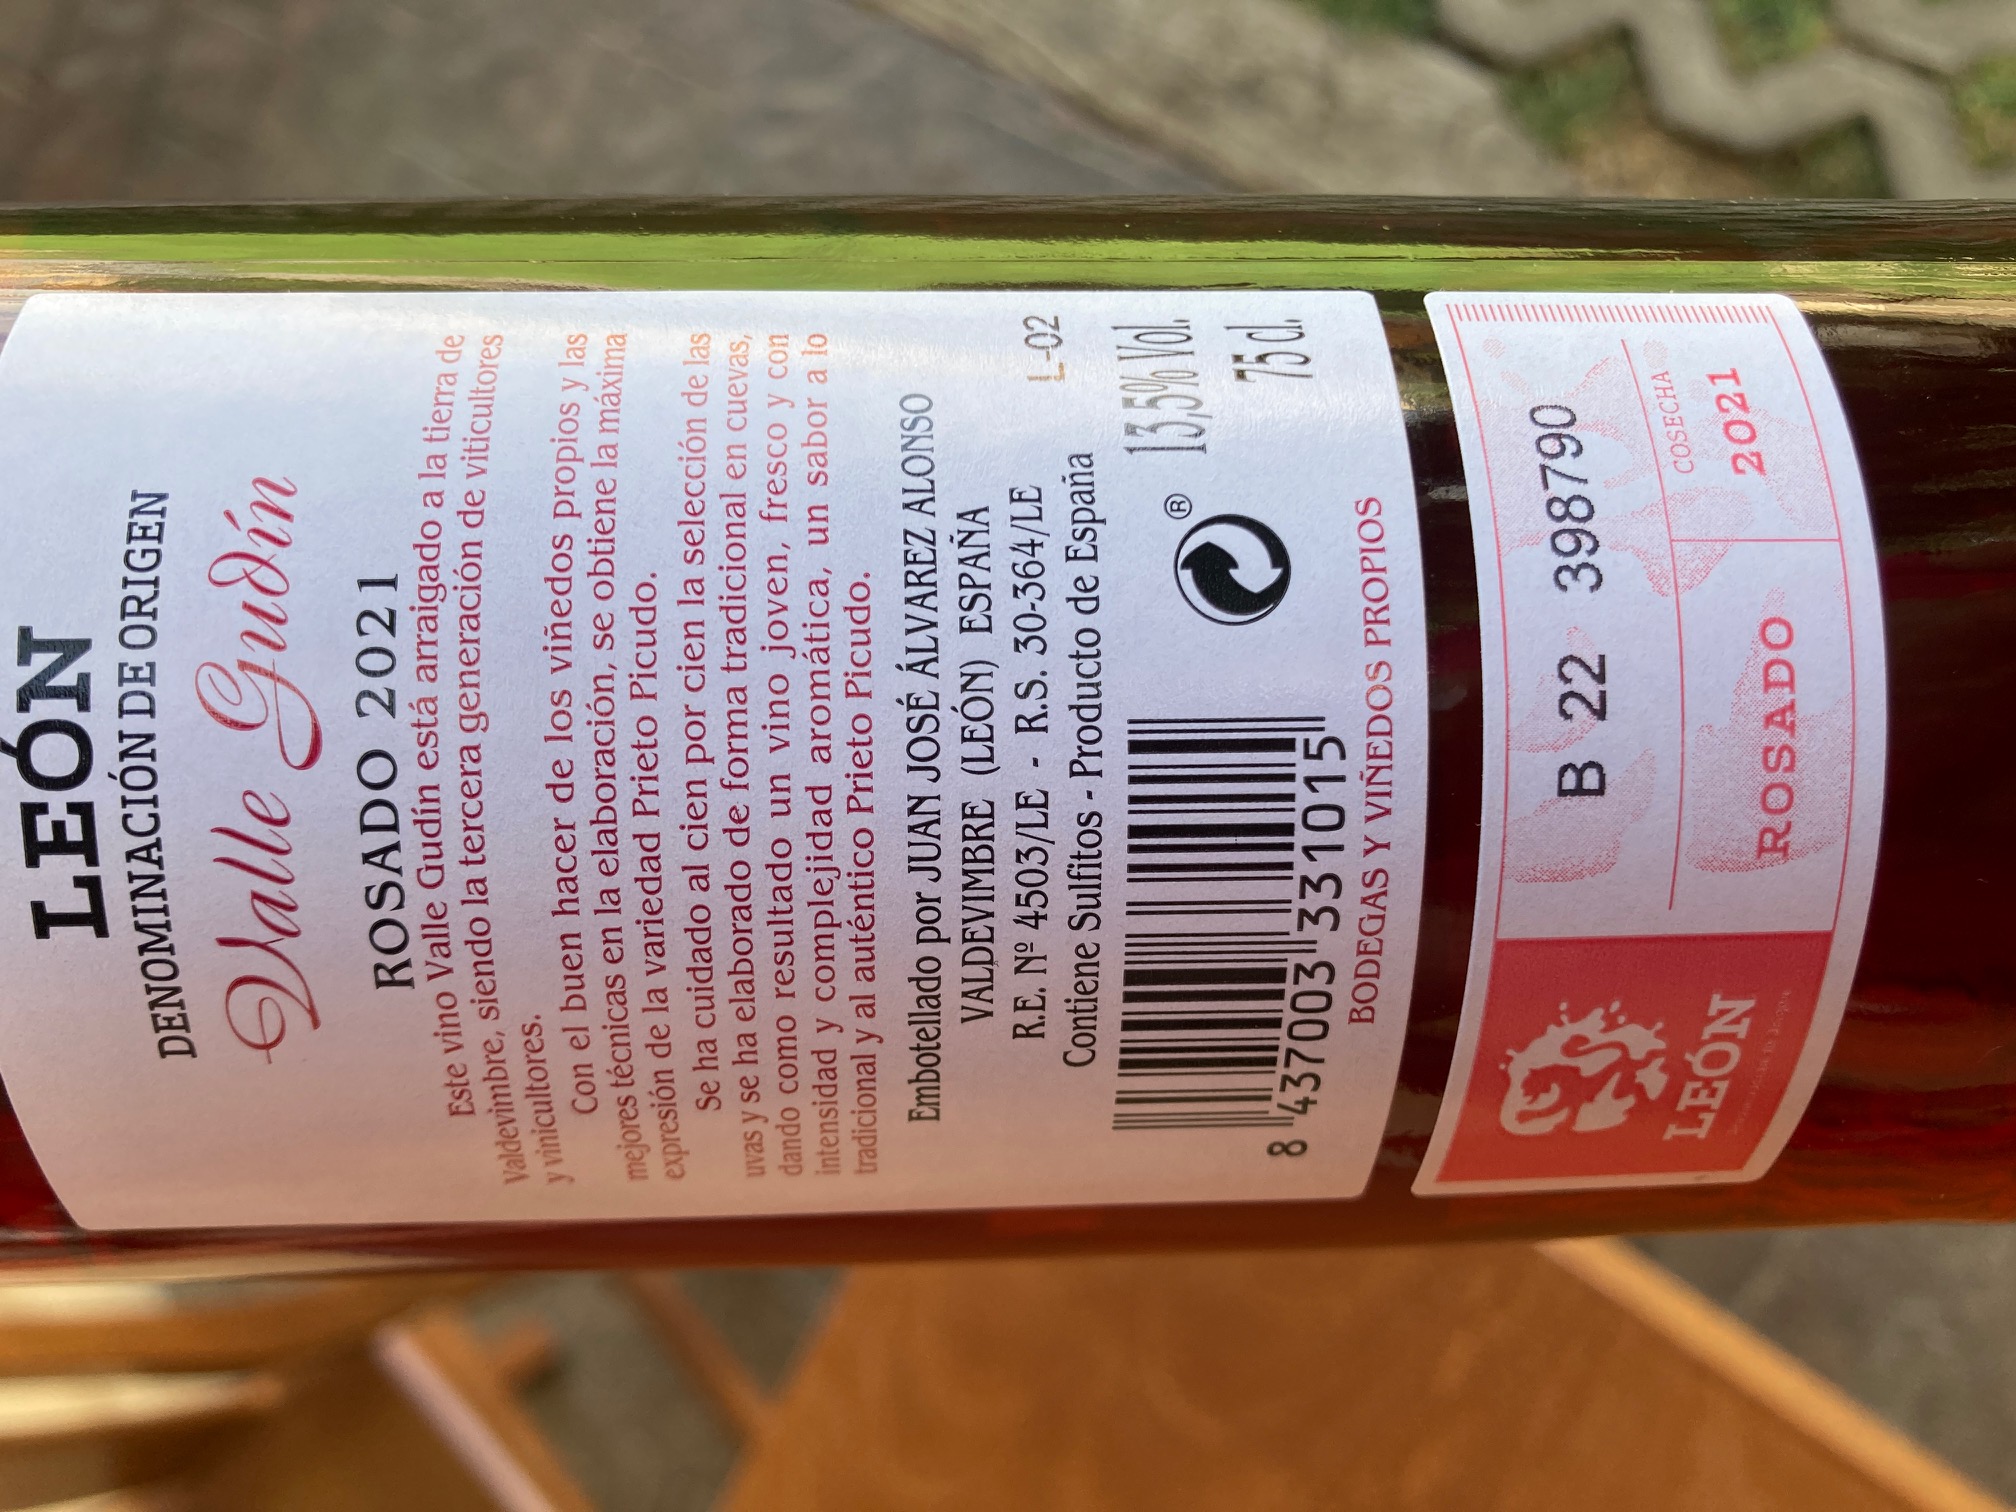 LEÓN
DENOMINACIÓN DE ORIGEN
Valle Gudín
ROSADO 2021
Este vino Valle Gudín está arraigado a la tierra de
Valdevimbre, siendo la tercera generación de viticultores
y vinicultores.
Con el buen hacer de los viñedos propios y las
mejores técnicas en la elaboración, se obtiene la máxima
expresión de la variedad Prieto Picudo.
Se ha cuidado al cien por cien la selección de las
uvas y se ha elaborado de forma tradicional en cuevas,
dando como resultado un vino joven, fresco y con
intensidad y complejidad aromática, un sabor a lo
tradicional y al auténtico Prieto Picudo.
Embotellado por JUAN JOSÉ ÁLVAREZ ALONSO
VALDEVIMBRE (LEÓN) ESPAÑA
R.E. Nº 4503/LE - R.S. 30-364/LE
L-02
Contiene Sulfitos - Producto de España
13,5% Vol.
75 cl.
®
8 437003 331015
BODEGAS Y VIÑEDOS PROPIOS
B 22 398790
COSECHA
2021
ROSADO
LEÓN